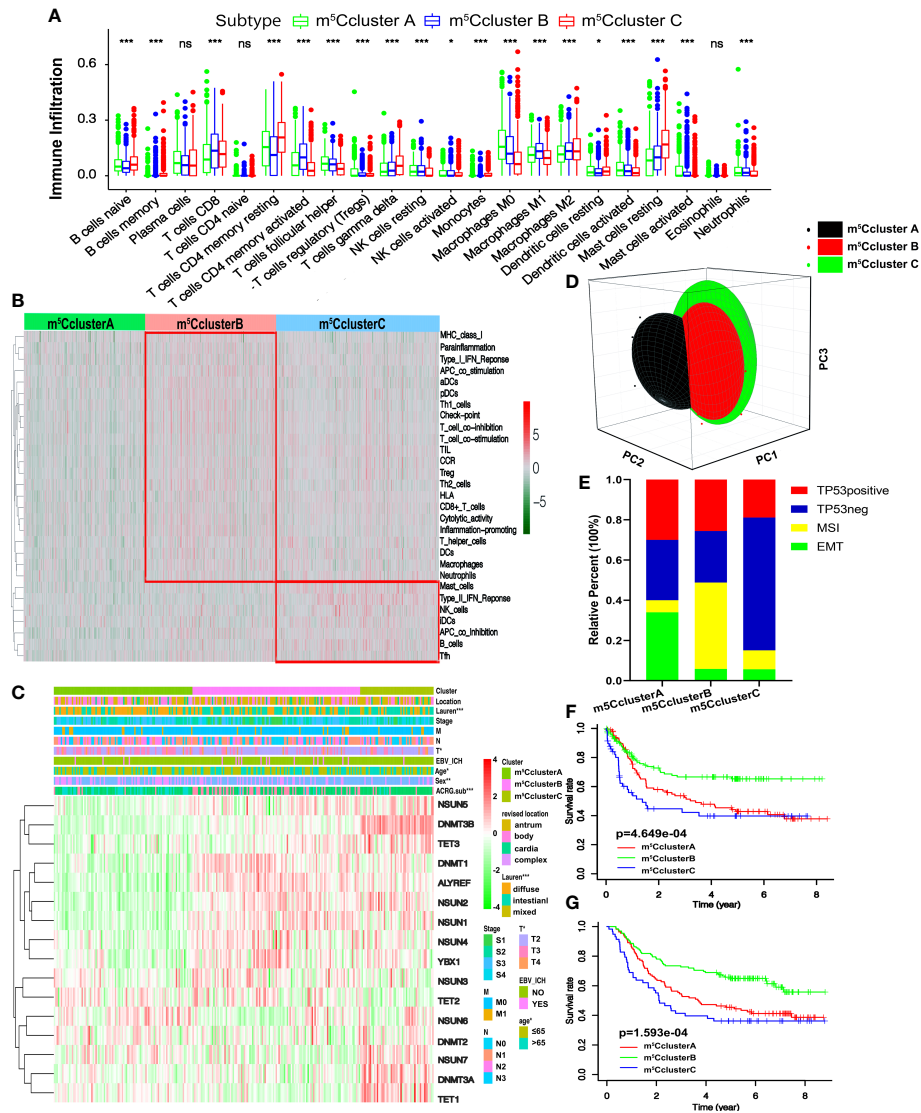 A
Subtype m⁵Ccluster A m⁵Ccluster B m⁵Ccluster C
*** *** ns *** ns *** *** *** *** *** *** * *** *** *** *** * *** *** *** ns ***
Immune Infiltration
0.6
0.3
0.0
B cells naive
B cells memory
Plasma cells
T cells CD8
T cells CD4 naive
T cells CD4 memory resting
T cells CD4 memory activated
T cells follicular helper
T cells regulatory (Tregs)
T cells gamma delta
NK cells resting
NK cells activated
Monocytes
Macrophages M0
Macrophages M1
Macrophages M2
Dendritic cells resting
Dendritic cells activated
Mast cells resting
Mast cells activated
Eosinophils
Neutrophils
B
m⁵CclusterA m⁵CclusterB m⁵CclusterC
MHC_class_I
Parainflammation
Type_I_IFN_Reponse
APC_co_stimulation
aDCs
pDCs
Th1_cells
Check-point
T_cell_co-inhibition
T_cell_co-stimulation
TIL
CCR
Treg
Th2_cells
HLA
CD8+_T_cells
Cytolytic_activity
Inflammation-promoting
T_helper_cells
DCs
Macrophages
Neutrophils
Mast_cells
Type_II_IFN_Reponse
NK_cells
iDCs
APC_co_inhibition
B_cells
Tfh
5
0
−5
m⁵Ccluster A
m⁵Ccluster B
m⁵Ccluster C
D
PC3
PC2
PC1
E
Relative Percent (100%)
1.0
0.8
0.6
0.4
0.2
0.0
m5CclusterA
m5CclusterB
m5CclusterC
TP53positive
TP53neg
MSI
EMT
C
Cluster
Location
Lauren***
Stage
M
N
T*
EBV_ICH
Age*
Sex**
ACRG.sub***
NSUN5
DNMT3B
TET3
DNMT1
ALYREF
NSUN2
NSUN1
NSUN4
YBX1
NSUN3
TET2
NSUN6
DNMT2
NSUN7
DNMT3A
TET1
4
2
0
-2
-4
Cluster
m⁵CclusterA
m⁵CclusterB
m⁵CclusterC
revised location
antrum
body
cardia
complex
Lauren***
diffuse
intestianl
mixed
Stage
S1
S2
S3
S4
T*
T2
T3
T4
M
M0
M1
EBV_ICH
NO
YES
N
N0
N1
N2
N3
age*
≤65
>65
F
Survival rate
1.0
0.8
0.6
0.4
0.2
0.0
p=4.649e-04
m⁵CclusterA
m⁵CclusterB
m⁵CclusterC
0 2 4 6 8
Time (year)
G
Survival rate
1.0
0.8
0.6
0.4
0.2
0.0
p=1.593e-04
m⁵CclusterA
m⁵CclusterB
m⁵CclusterC
0 2 4 6 8
Time (year)